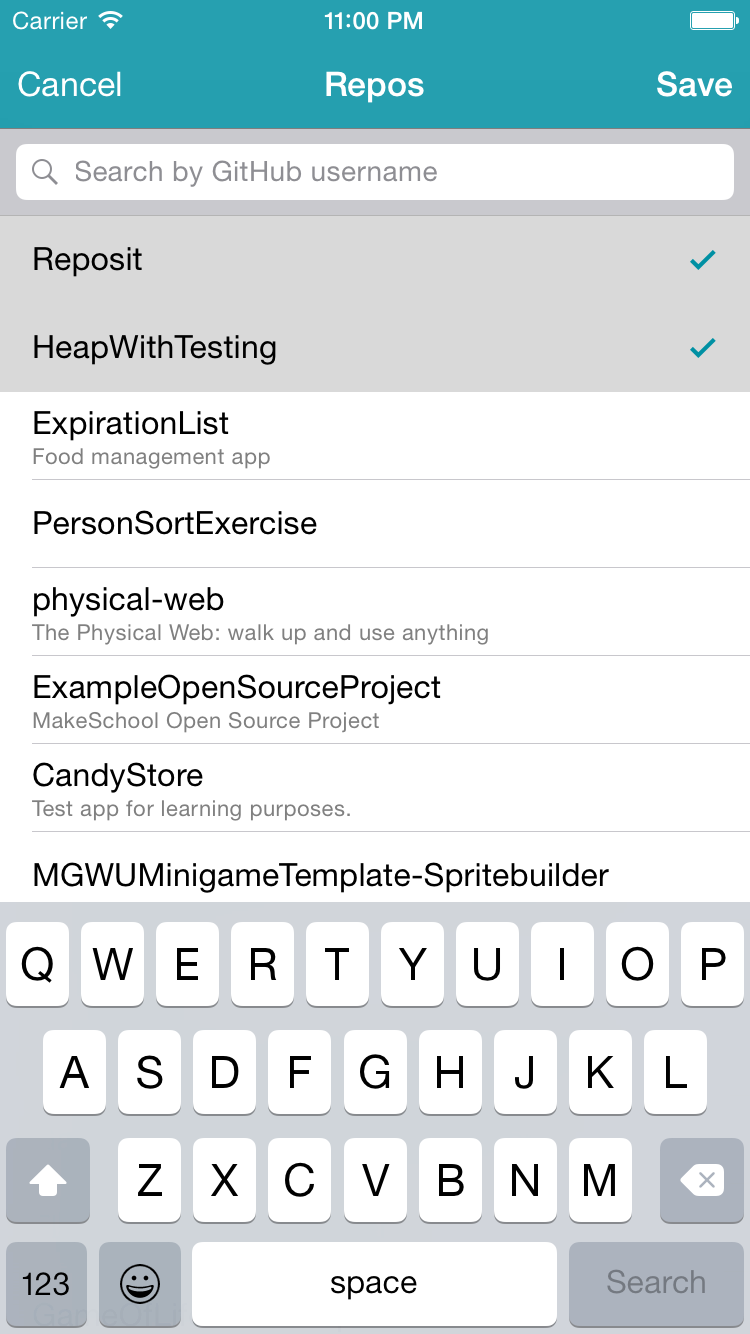 Carrier 11:00 PM
Cancel Repos Save
Search by GitHub username
Reposit
HeapWithTesting
ExpirationList
Food management app
PersonSortExercise
physical-web
The Physical Web: walk up and use anything
ExampleOpenSourceProject
MakeSchool Open Source Project
CandyStore
Test app for learning purposes.
MGWUMinigameTemplate-Spritebuilder
Q W E R T Y U I O P
A S D F G H J K L
Z X C V B N M
123 space Search